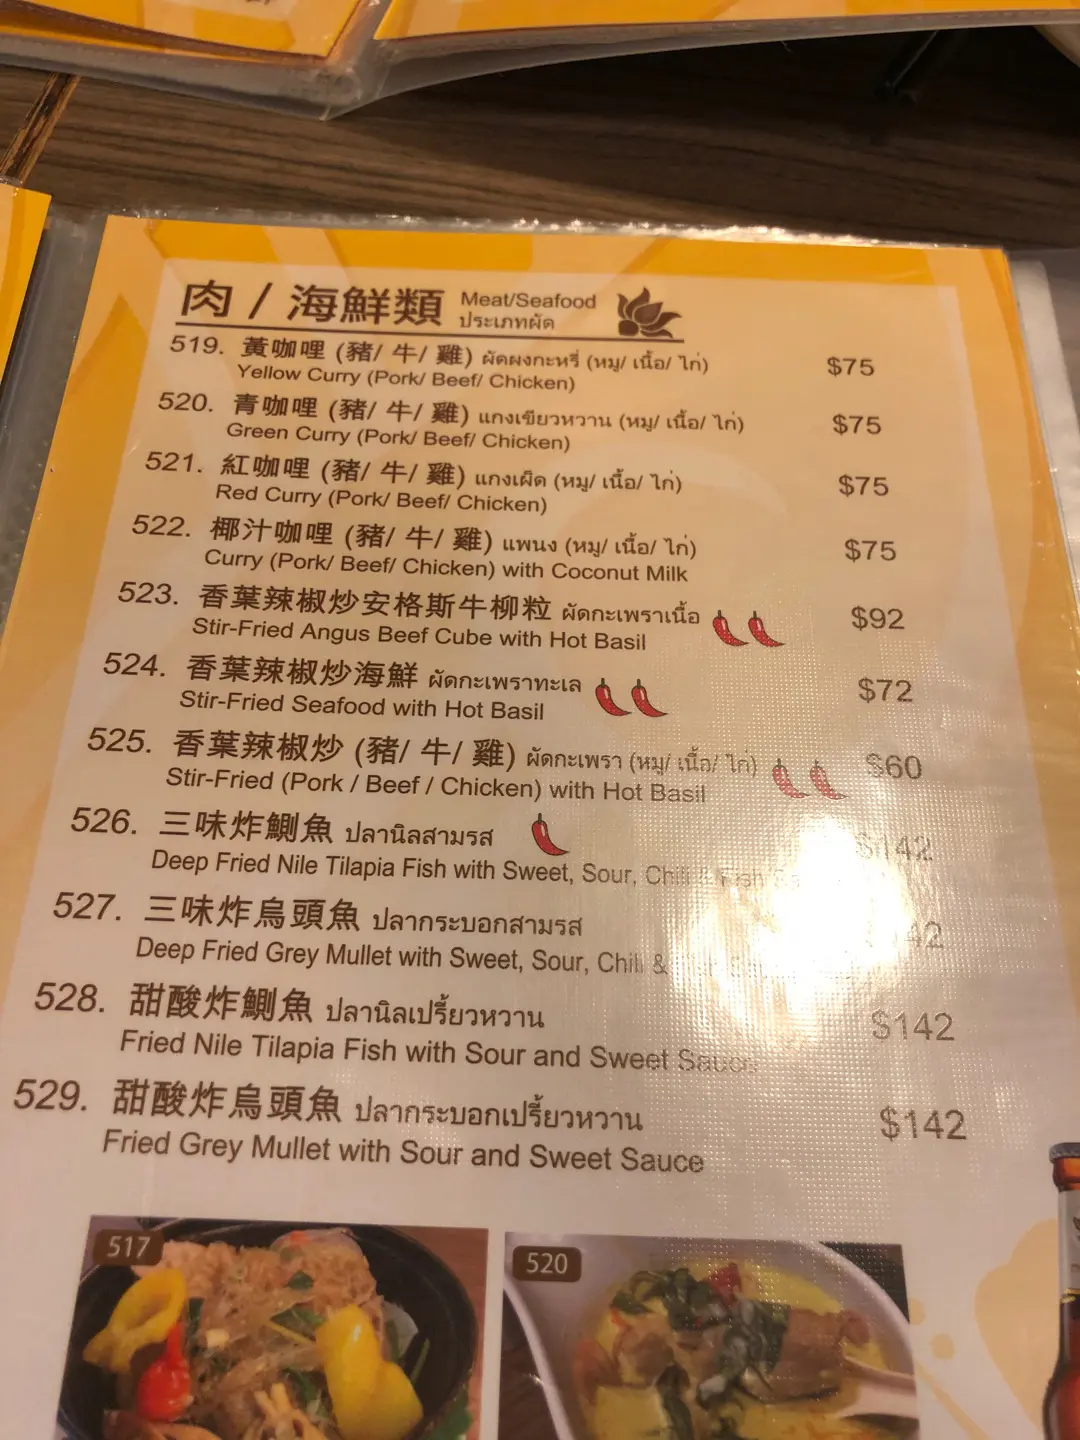 肉 / 海鮮類 Meat/Seafood
ประเภทผัด
519. 黃咖哩 (豬/ 牛/ 雞) ผัดผงกะหรี่ (หมู/ เนื้อ/ ไก่) $75
Yellow Curry (Pork/ Beef/ Chicken)
520. 青咖哩 (豬/ 牛/ 雞) แกงเขียวหวาน (หมู/ เนื้อ/ ไก่) $75
Green Curry (Pork/ Beef/ Chicken)
521. 紅咖哩 (豬/ 牛/ 雞) แกงเผ็ด (หมู/ เนื้อ/ ไก่) $75
Red Curry (Pork/ Beef/ Chicken)
522. 椰汁咖哩 (豬/ 牛/ 雞) แพนง (หมู/ เนื้อ/ ไก่) $75
Curry (Pork/ Beef/ Chicken) with Coconut Milk
523. 香葉辣椒炒安格斯牛柳粒 ผัดกะเพราเนื้อ $92
Stir-Fried Angus Beef Cube with Hot Basil
524. 香葉辣椒炒海鮮 ผัดกะเพราทะเล $72
Stir-Fried Seafood with Hot Basil
525. 香葉辣椒炒 (豬/ 牛/ 雞) ผัดกะเพรา (หมู/ เนื้อ/ ไก่) $60
Stir-Fried (Pork / Beef / Chicken) with Hot Basil
526. 三味炸鰂魚 ปลานิลสามรส $142
Deep Fried Nile Tilapia Fish with Sweet, Sour, Chili & Fish
527. 三味炸烏頭魚 ปลากระบอกสามรส
Deep Fried Grey Mullet with Sweet, Sour, Chili &
528. 甜酸炸鰂魚 ปลานิลเปรี้ยวหวาน $142
Fried Nile Tilapia Fish with Sour and Sweet Sauce
529. 甜酸炸烏頭魚 ปลากระบอกเปรี้ยวหวาน $142
Fried Grey Mullet with Sour and Sweet Sauce
517
520